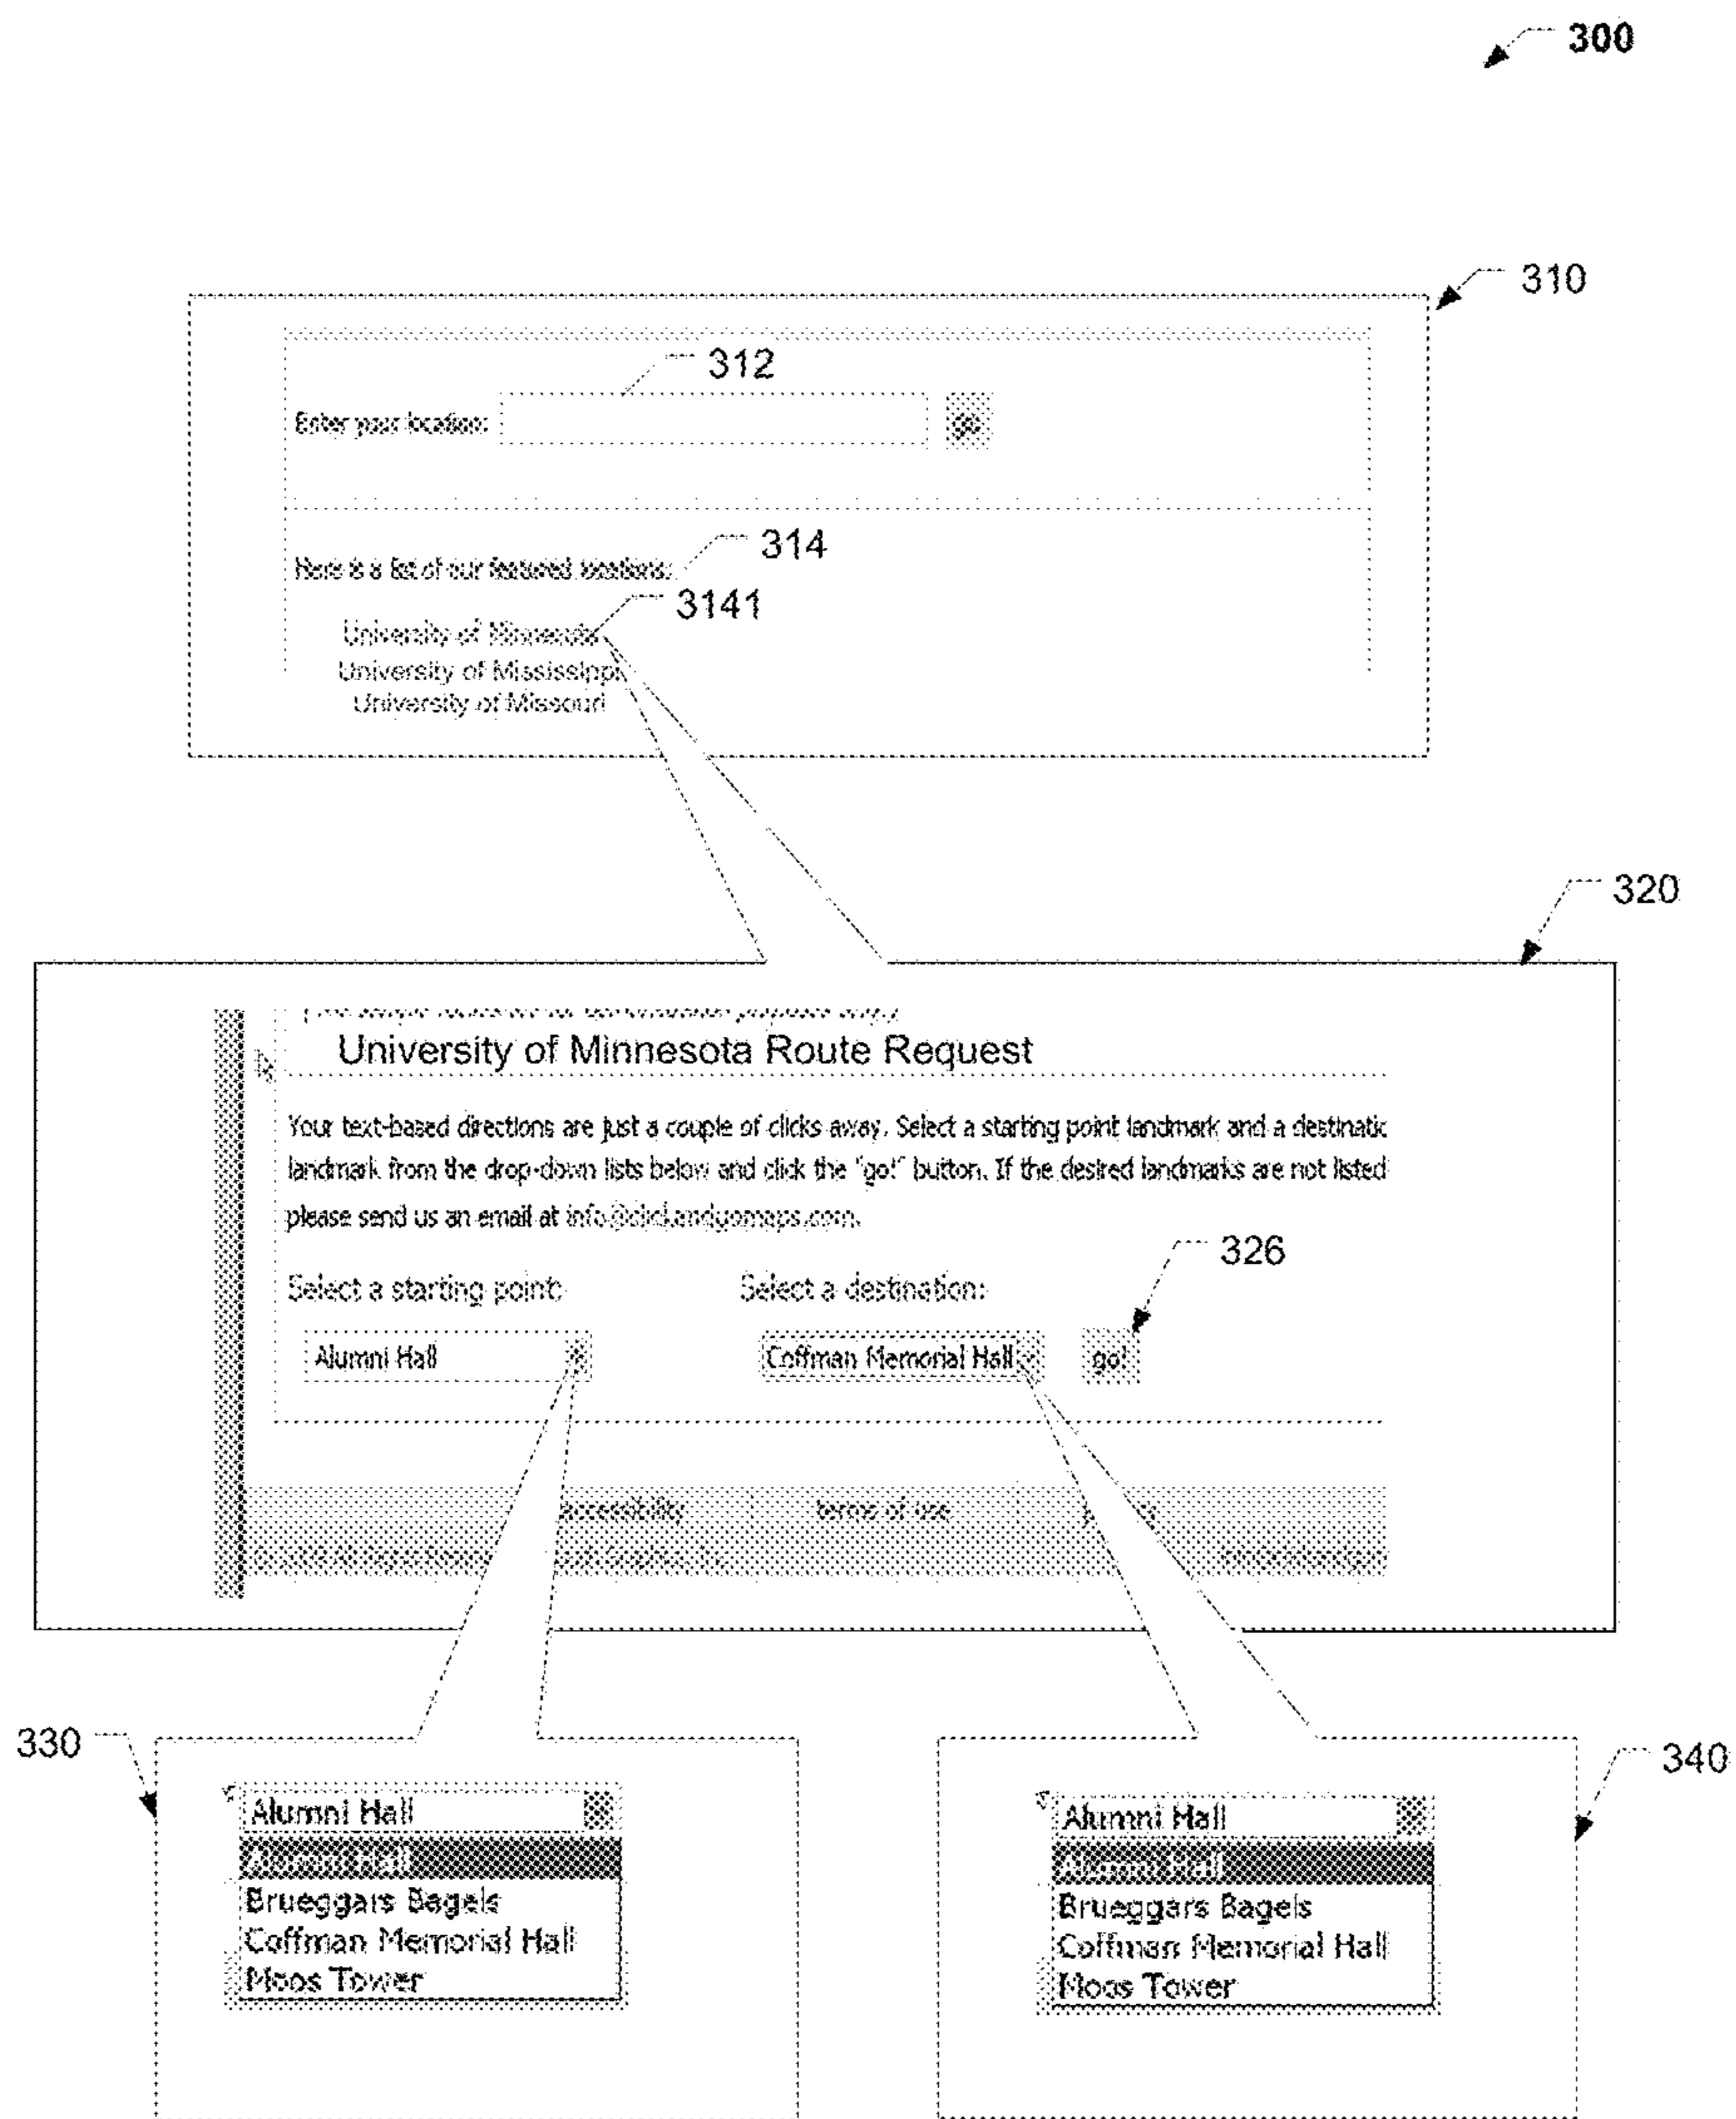 300
310
312
Enter your location:
go
314
Here is a list of our featured locations:
3141
University of Minnesota
University of Mississippi
University of Missouri
320
University of Minnesota Route Request
Your text-based directions are just a couple of clicks away. Select a starting point landmark and a destinatic
landmark from the drop-down lists below and click the "go!" button. If the desired landmarks are not listed
please send us an email at info@clickandgomaps.com.
326
Select a starting point: Select a destination:
Alumni Hall Coffman Memorial Hall go!
accessibility terms of use
330
340
Alumni Hall
Alumni Hall
Brueggars Bagels
Coffman Memorial Hall
Moos Tower
Alumni Hall
Alumni Hall
Brueggars Bagels
Coffman Memorial Hall
Moos Tower